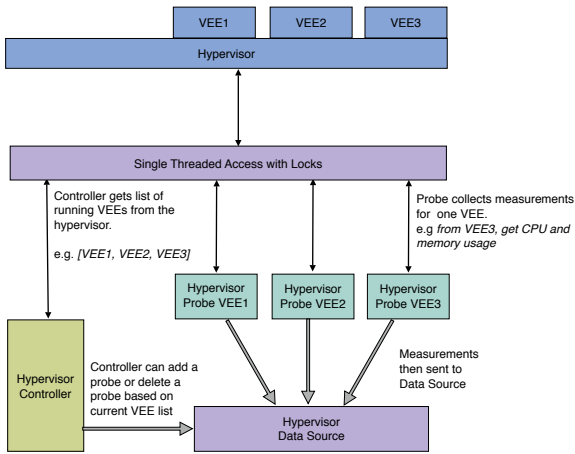 VEE1
VEE2
VEE3
Hypervisor
Single Threaded Access with Locks
Controller gets list of
running VEEs from the
hypervisor.
e.g. [VEE1, VEE2, VEE3]
Probe collects measurements
for one VEE.
e.g from VEE3, get CPU and
memory usage
Hypervisor
Probe VEE1
Hypervisor
Probe VEE2
Hypervisor
Probe VEE3
Hypervisor
Controller
Controller can add a
probe or delete a
probe based on
current VEE list
Measurements
then sent to
Data Source
Hypervisor
Data Source